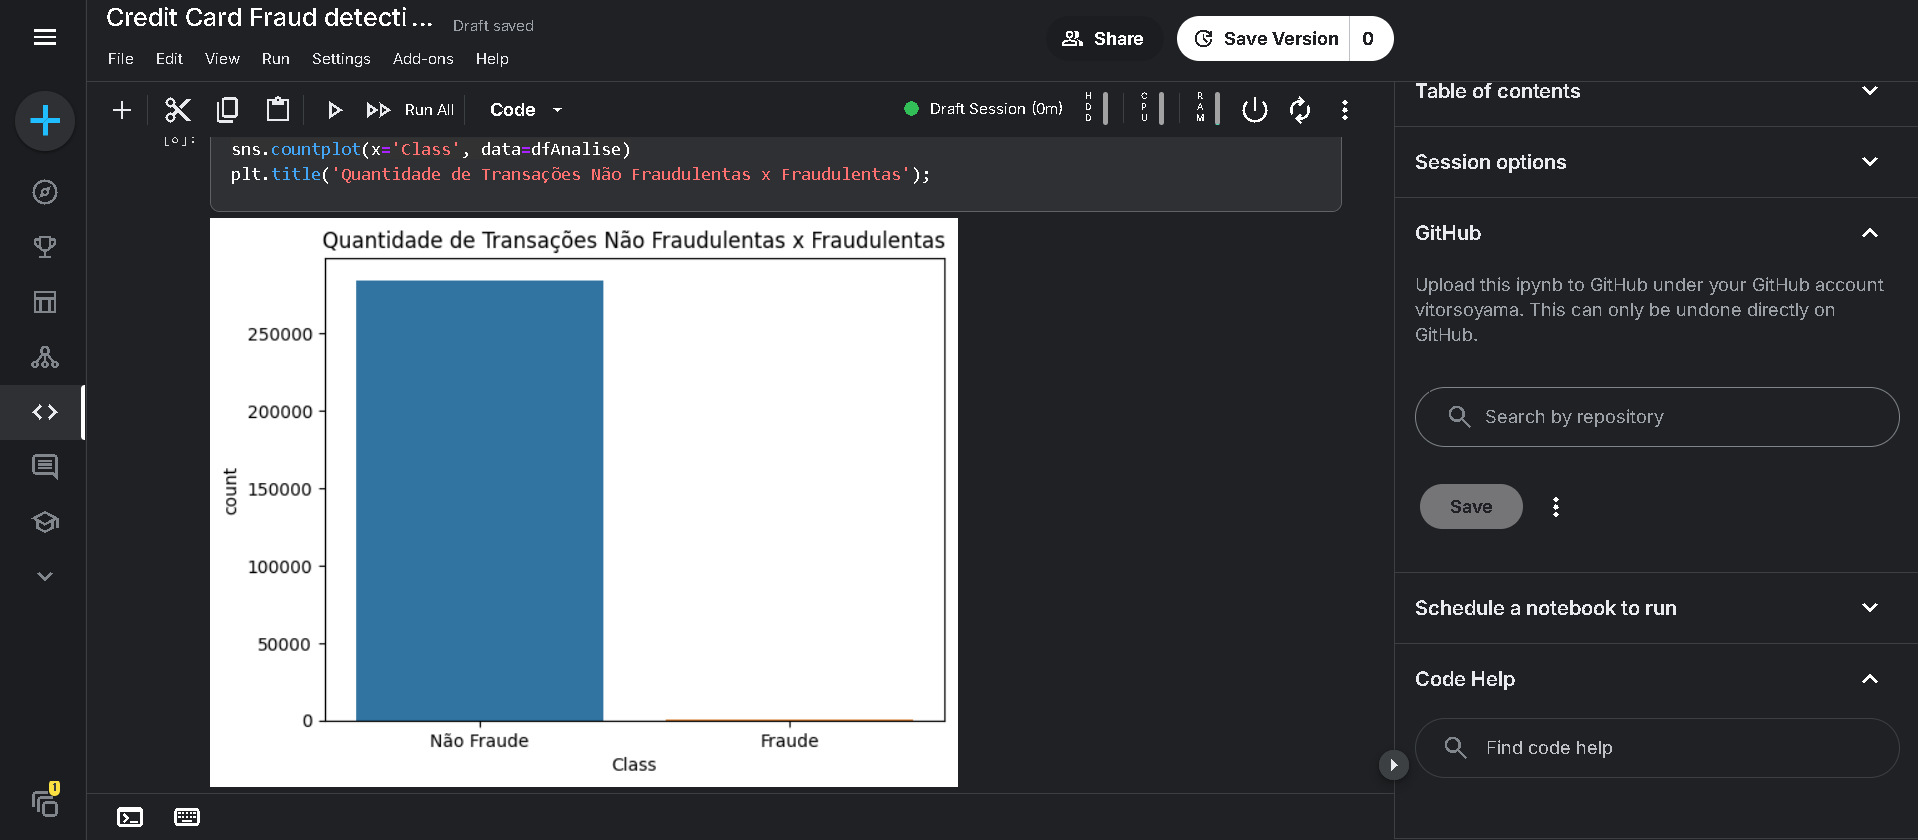 Credit Card Fraud detecti ...
Draft saved
File Edit View Run Settings Add-ons Help
Share
Save Version 0
Run All
Code
Draft Session (0m)
HDD
CPU
RAM
sns.countplot(x='Class', data=dfAnalise)
plt.title('Quantidade de Transações Não Fraudulentas x Fraudulentas');
Quantidade de Transações Não Fraudulentas x Fraudulentas
250000
200000
150000
100000
50000
0
count
Não Fraude
Fraude
Class
Table of contents
Session options
GitHub
Upload this ipynb to GitHub under your GitHub account
vitorsoyama. This can only be undone directly on
GitHub.
Search by repository
Save
Schedule a notebook to run
Code Help
Find code help
1